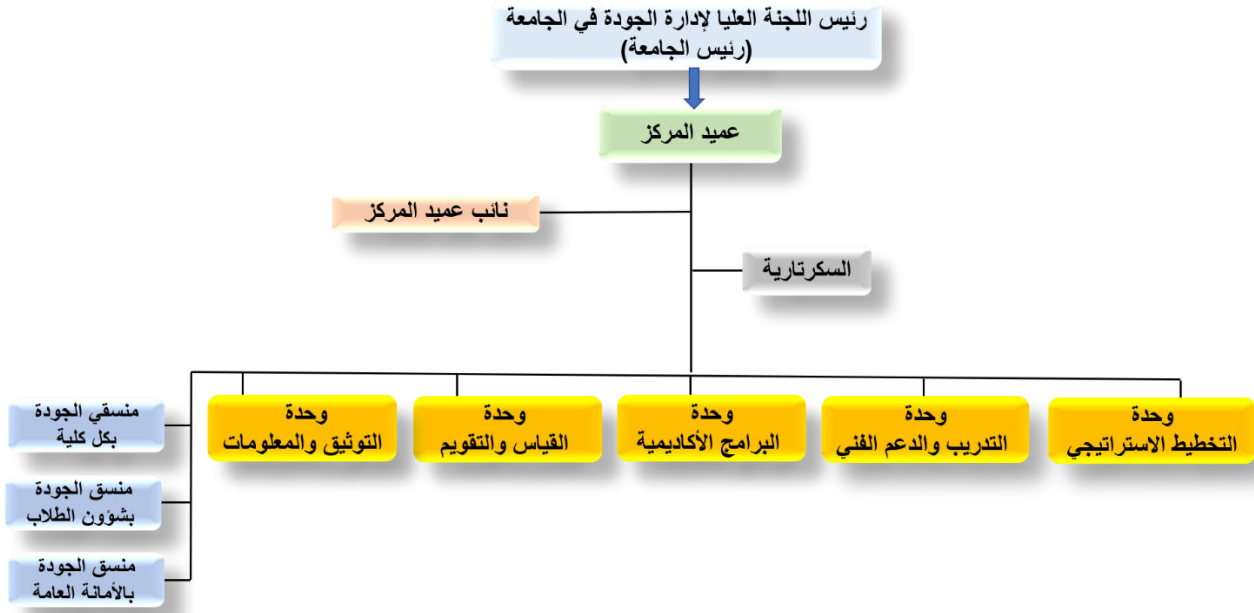 رئيس اللجنة العليا لإدارة الجودة في الجامعة
(رئيس الجامعة)
عميد المركز
نائب عميد المركز
السكرتارية
وحدة
التخطيط الاستراتيجي
وحدة
التدريب والدعم الفني
وحدة
البرامج الأكاديمية
وحدة
القياس والتقويم
وحدة
التوثيق والمعلومات
منسقي الجودة
بكل كلية
منسق الجودة
بشؤون الطلاب
منسق الجودة
بالأمانة العامة